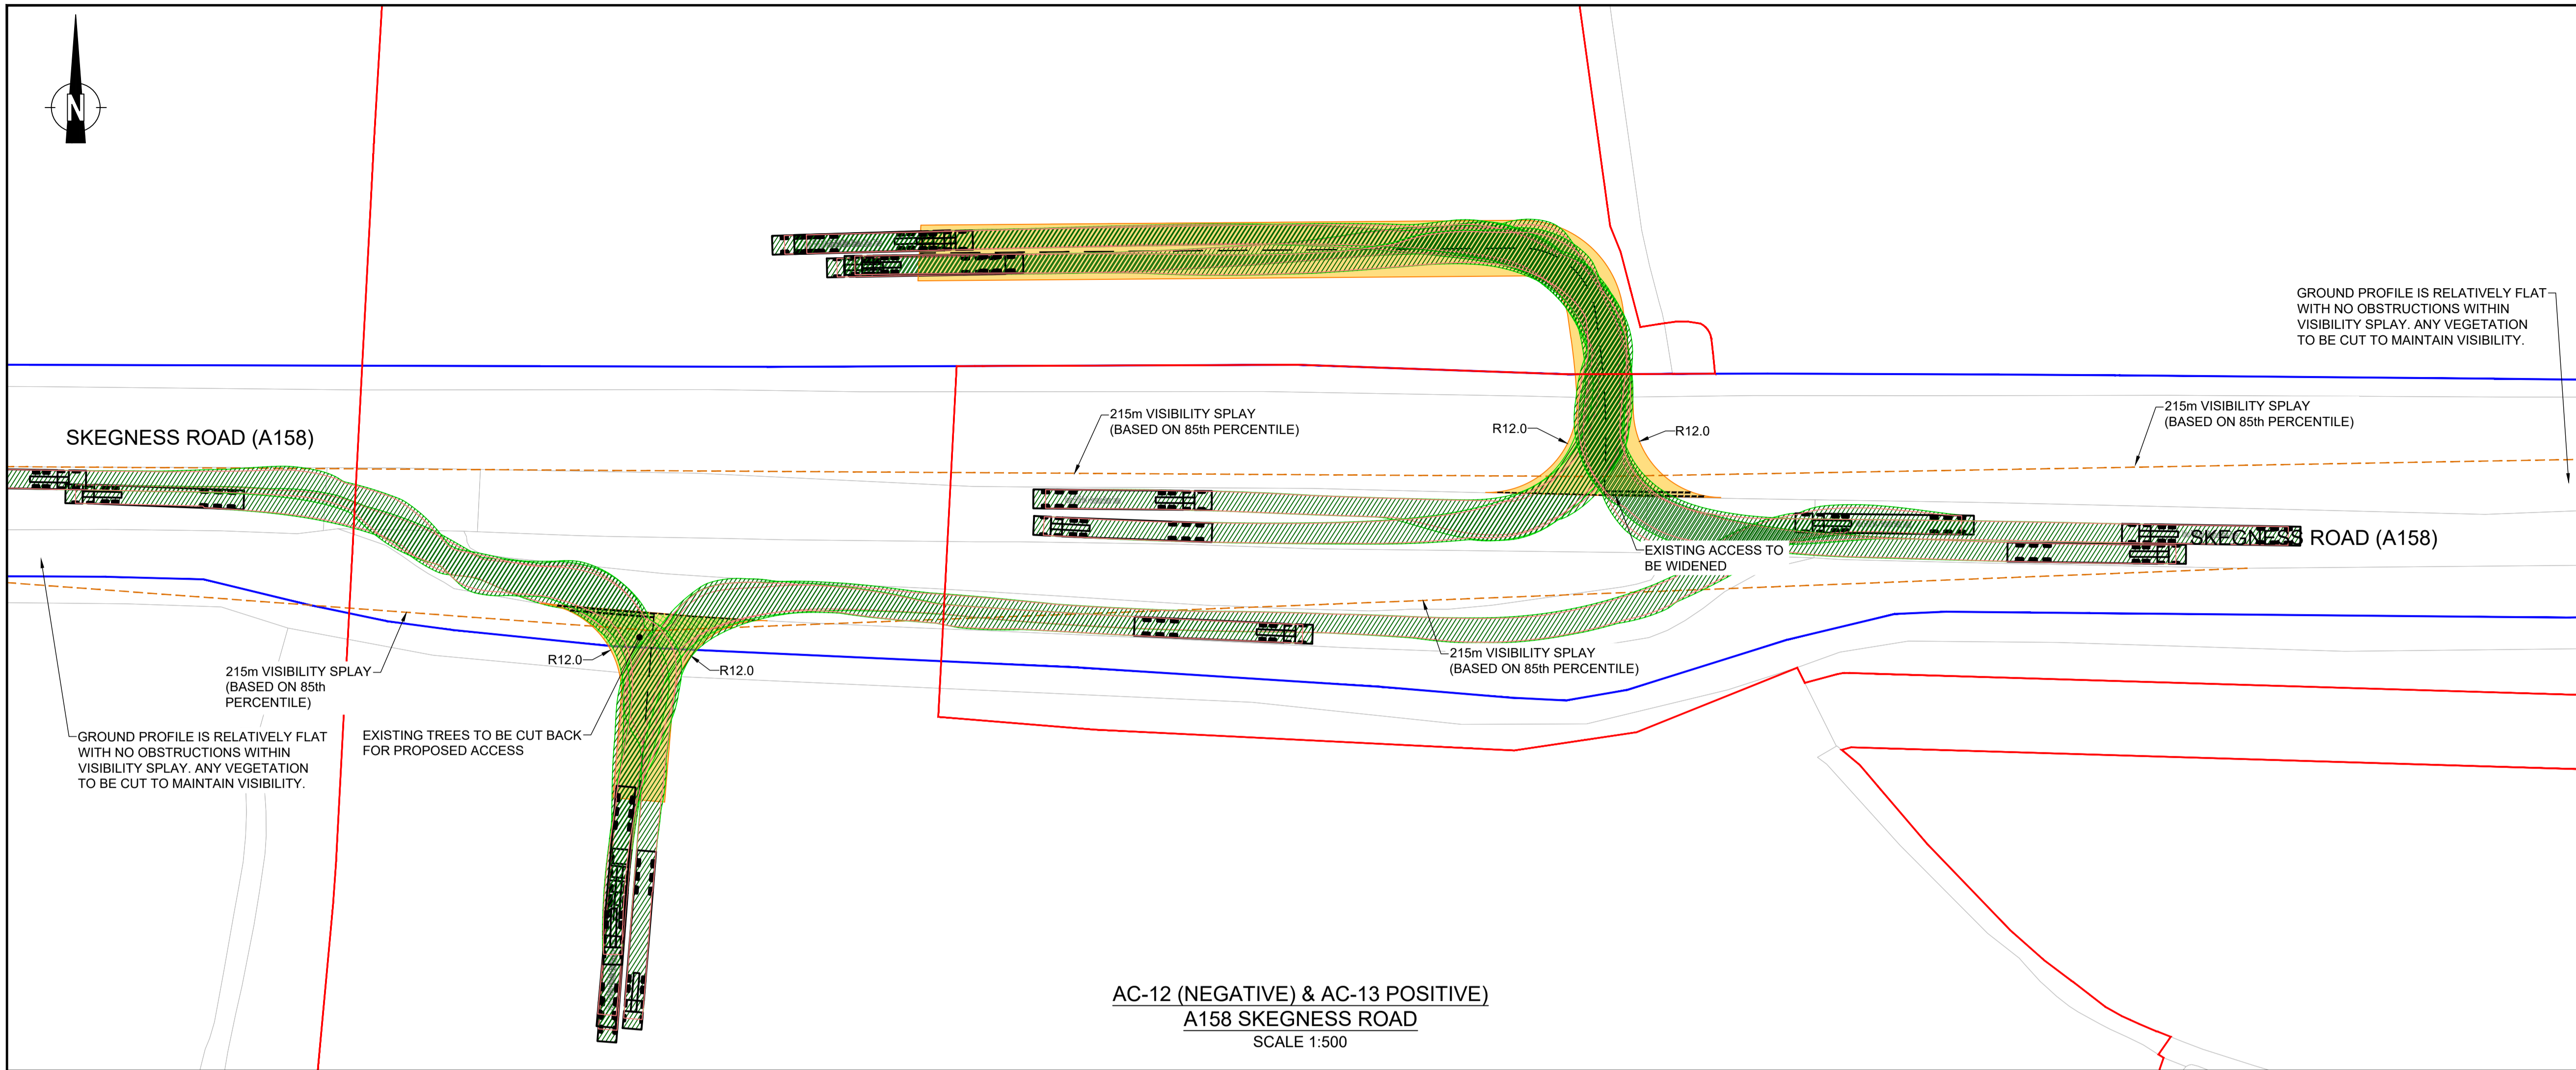 N
GROUND PROFILE IS RELATIVELY FLAT
WITH NO OBSTRUCTIONS WITHIN
VISIBILITY SPLAY. ANY VEGETATION
TO BE CUT TO MAINTAIN VISIBILITY.
215m VISIBILITY SPLAY
(BASED ON 85th PERCENTILE)
215m VISIBILITY SPLAY
(BASED ON 85th PERCENTILE)
SKEGNESS ROAD (A158)
R12.0
R12.0
SKEGNESS ROAD (A158)
EXISTING ACCESS TO
BE WIDENED
215m VISIBILITY SPLAY
(BASED ON 85th
PERCENTILE)
R12.0
R12.0
215m VISIBILITY SPLAY
(BASED ON 85th PERCENTILE)
GROUND PROFILE IS RELATIVELY FLAT
WITH NO OBSTRUCTIONS WITHIN
VISIBILITY SPLAY. ANY VEGETATION
TO BE CUT TO MAINTAIN VISIBILITY.
EXISTING TREES TO BE CUT BACK
FOR PROPOSED ACCESS
AC-12 (NEGATIVE) & AC-13 POSITIVE)
A158 SKEGNESS ROAD
SCALE 1:500